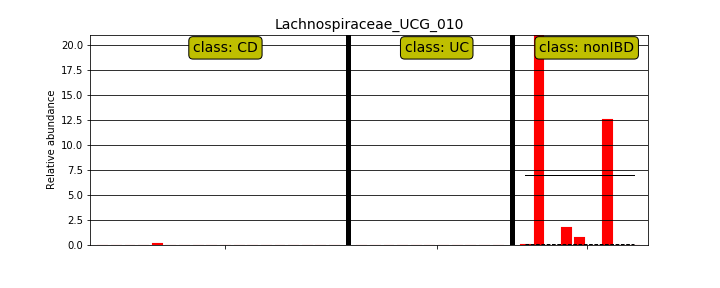 Lachnospiraceae_UCG_010
class: CD
class: UC
class: nonIBD
Relative abundance
20.0
17.5
15.0
12.5
10.0
7.5
5.0
2.5
0.0